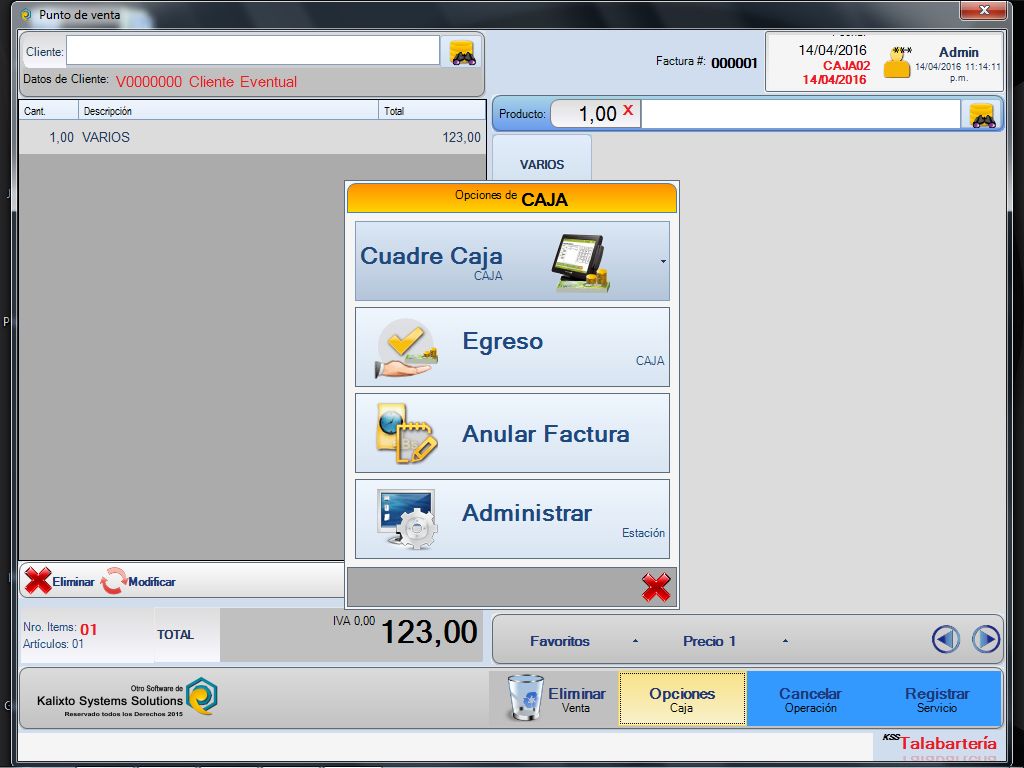 Punto de venta
Cliente:
Datos de Cliente: V0000000 Cliente Eventual
Factura #: 000001
14/04/2016
CAJA02
14/04/2016
***
Admin
14/04/2016 11:14:11
p.m.
Cant. Descripción Total
1,00 VARIOS 123,00
Producto: 1,00 X
VARIOS
Opciones de CAJA
Cuadre Caja
CAJA
Egreso
CAJA
Anular Factura
Administrar
Estación
Eliminar Modificar
Nro. Items: 01
Artículos: 01
TOTAL
IVA 0,00 123,00
Favoritos Precio 1
Otro Software de
Kalixto Systems Solutions
Reservado todos los Derechos 2015
Eliminar
Venta
Opciones
Caja
Cancelar
Operación
Registrar
Servicio
KSS Talabartería